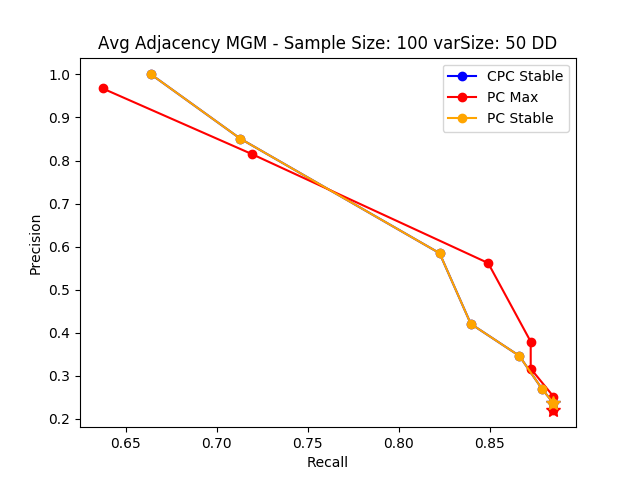 Avg Adjacency MGM - Sample Size: 100 varSize: 50 DD
CPC Stable
PC Max
PC Stable
1.0
0.9
0.8
0.7
0.6
0.5
0.4
0.3
0.2
Precision
0.65
0.70
0.75
0.80
0.85
Recall